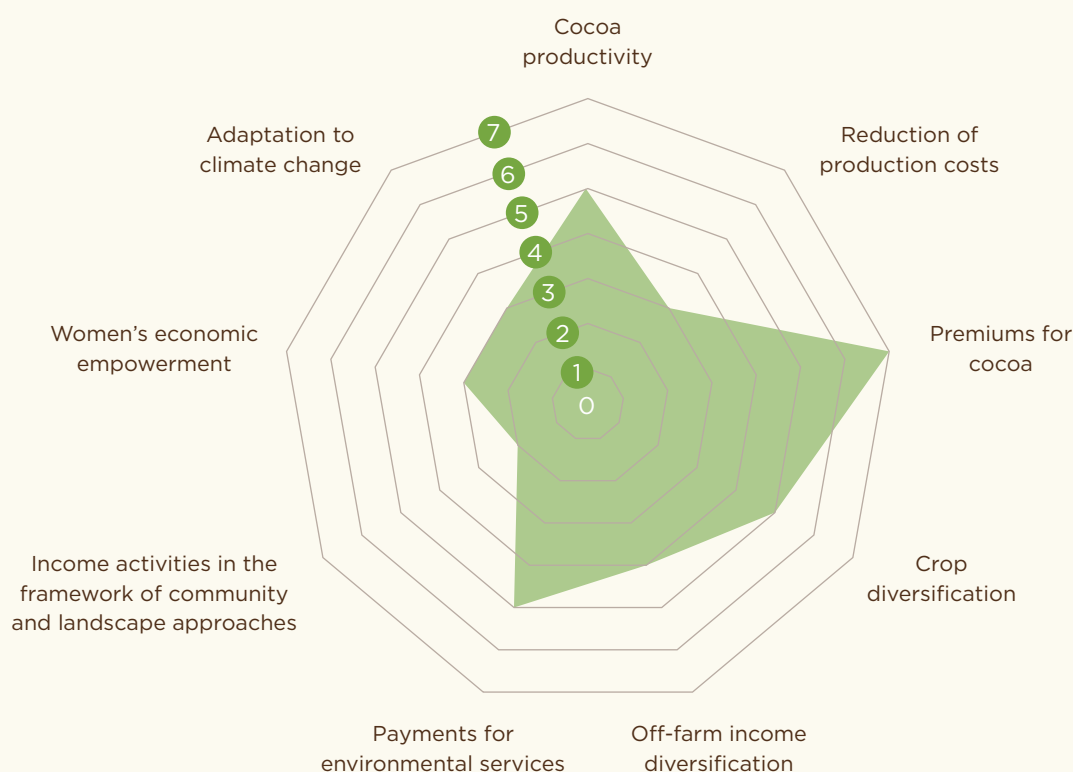 Cocoa
productivity
Adaptation to
climate change
Reduction of
production costs
7
6
5
4
3
2
1
0
Women’s economic
empowerment
Premiums for
cocoa
Income activities in the
framework of community
and landscape approaches
Crop
diversification
Payments for
environmental services
Off-farm income
diversification